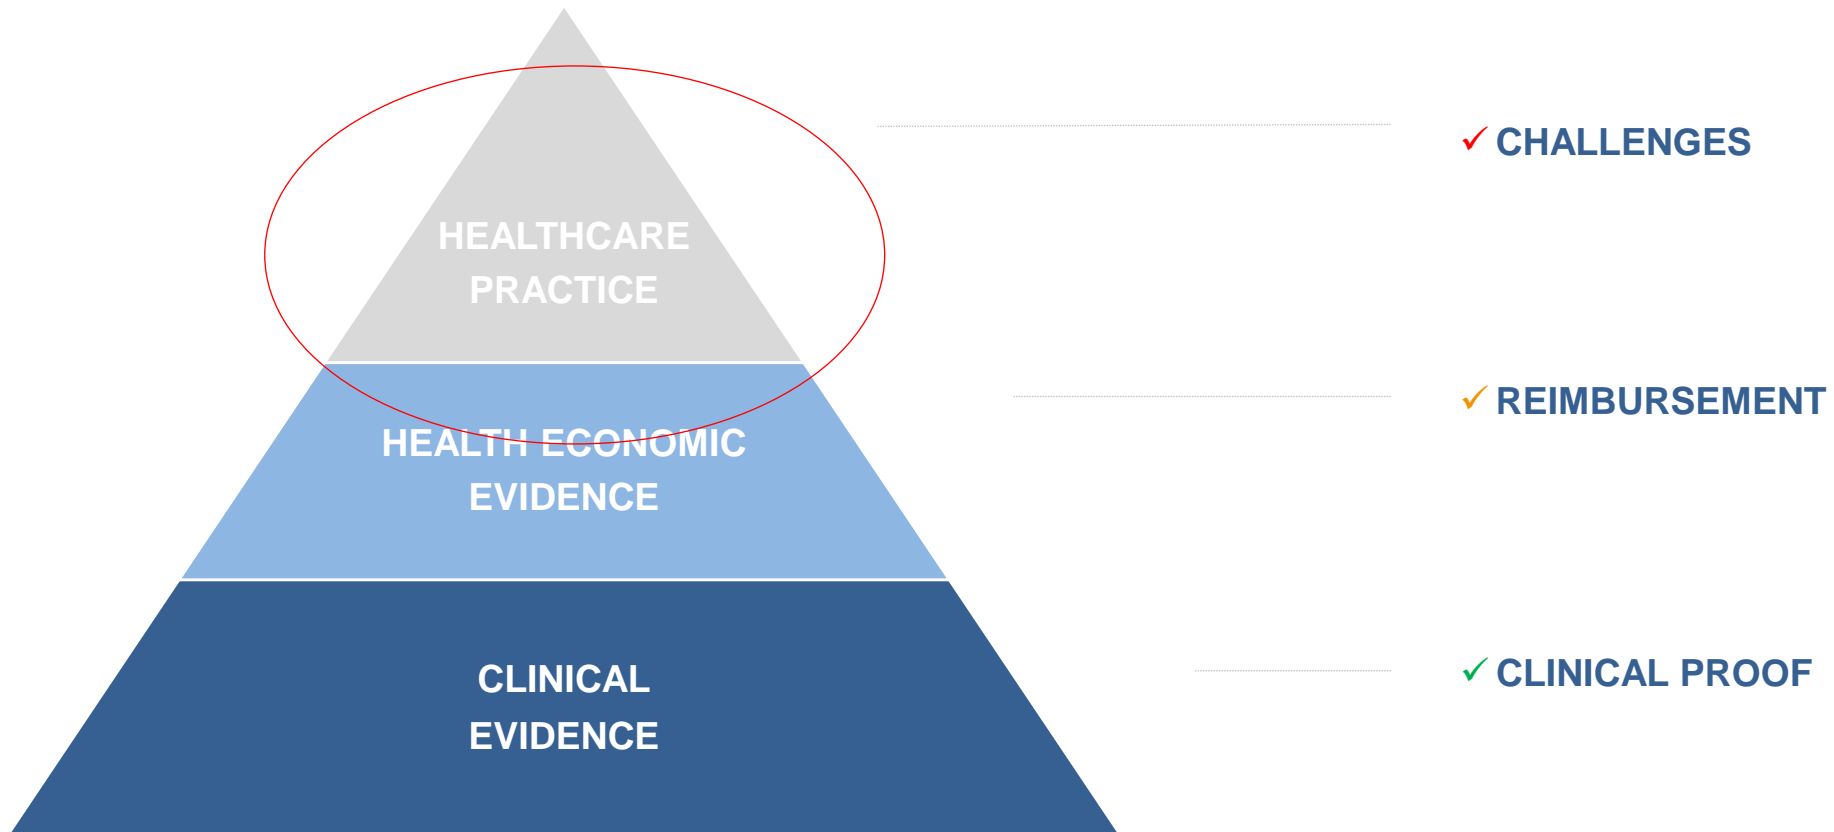 ✓ CHALLENGES
HEALTHCARE
PRACTICE
✓ REIMBURSEMENT
HEALTH ECONOMIC
EVIDENCE
✓ CLINICAL PROOF
CLINICAL
EVIDENCE